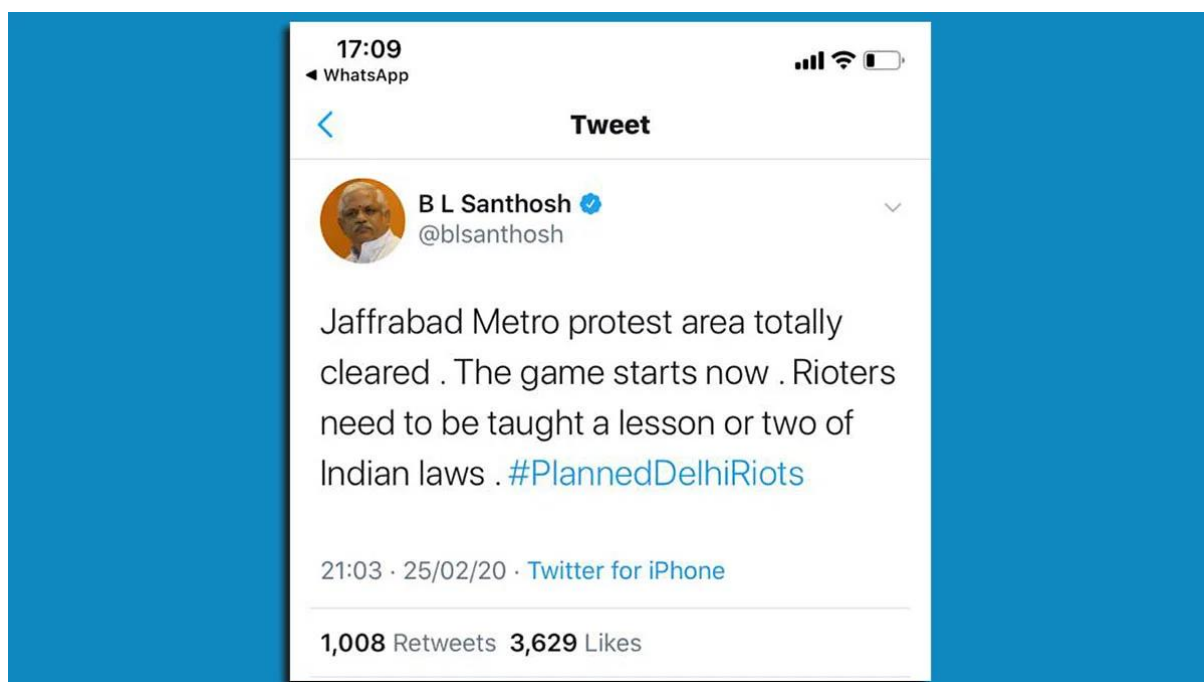 17:09
◀ WhatsApp
Tweet
B L Santhosh
@blsanthosh
Jaffrabad Metro protest area totally
cleared . The game starts now . Rioters
need to be taught a lesson or two of
Indian laws . #PlannedDelhiRiots
21:03 · 25/02/20 · Twitter for iPhone
1,008 Retweets 3,629 Likes